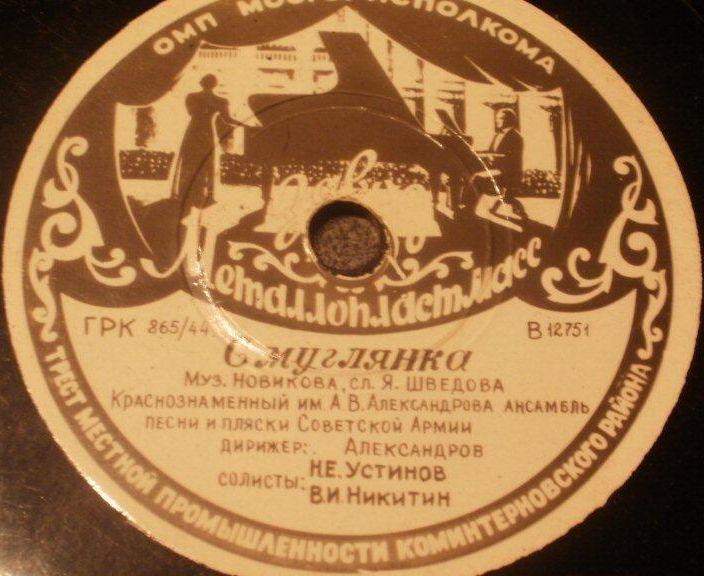 ОМП МОСГОРИСПОЛКОМА
завод
Металлопластмасс
ГРК 865/44.
В 12751
Смуглянка
Муз. Новикова, сл. Я. Шведова
Краснознаменный им. А.В. Александрова ансамбль
песни и пляски Советской Армии
дирижер:. Александров
солисты: Н.Е. Устинов
В.И. Никитин
ТРЕСТ МЕСТНОЙ ПРОМЫШЛЕННОСТИ КОМИНТЕРНОВСКОГО РАЙОНА